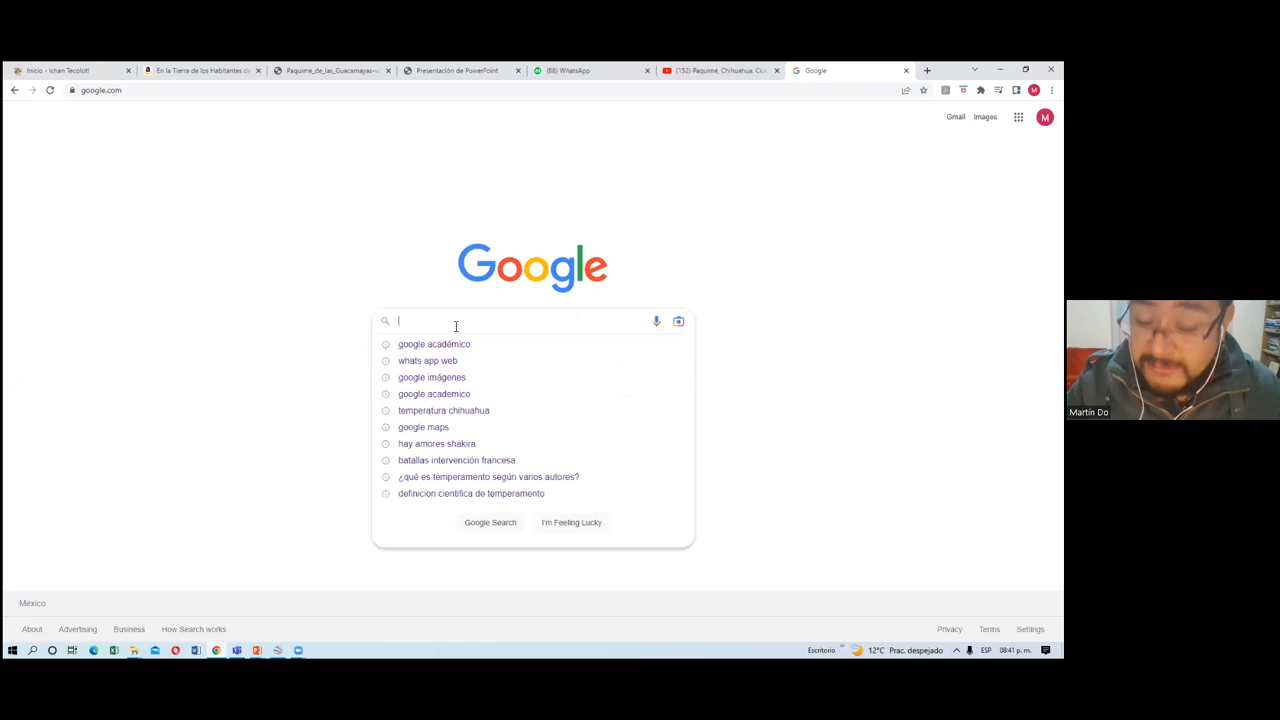 Inicio - Ichan Tecolotl
En la Tierra de los Habitantes de
Paquime_de_las_Guacamayas-
Presentación de PowerPoint
(88) WhatsApp
(152) Paquimé, Chihuahua. Ciu
Google
google.com
M
Gmail Images
M
Google
google académico
whats app web
google imágenes
google academico
temperatura chihuahua
google maps
hay amores shakira
batallas intervención francesa
¿qué es temperamento según varios autores?
definicion cientifica de temperamento
Google Search I'm Feeling Lucky
Martín Do
Mexico
About Advertising Business How Search works Privacy Terms Settings
Escritorio 12°C Prac. despejado ESP 08:41 p. m.